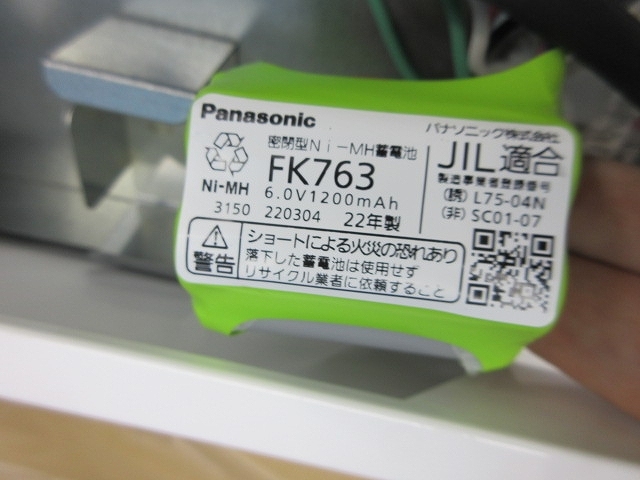 Panasonic
パナソニック株式会社
密閉型Ni-MH蓄電池
FK763
6.0V1200mAh
Ni-MH
3150 220304 22年製
JIL適合
製造事業者登録番号
(誘) L75-04N
(非) SC01-07
警告
ショートによる火災の恐れあり
落下した蓄電池は使用せず
リサイクル業者に依頼すること